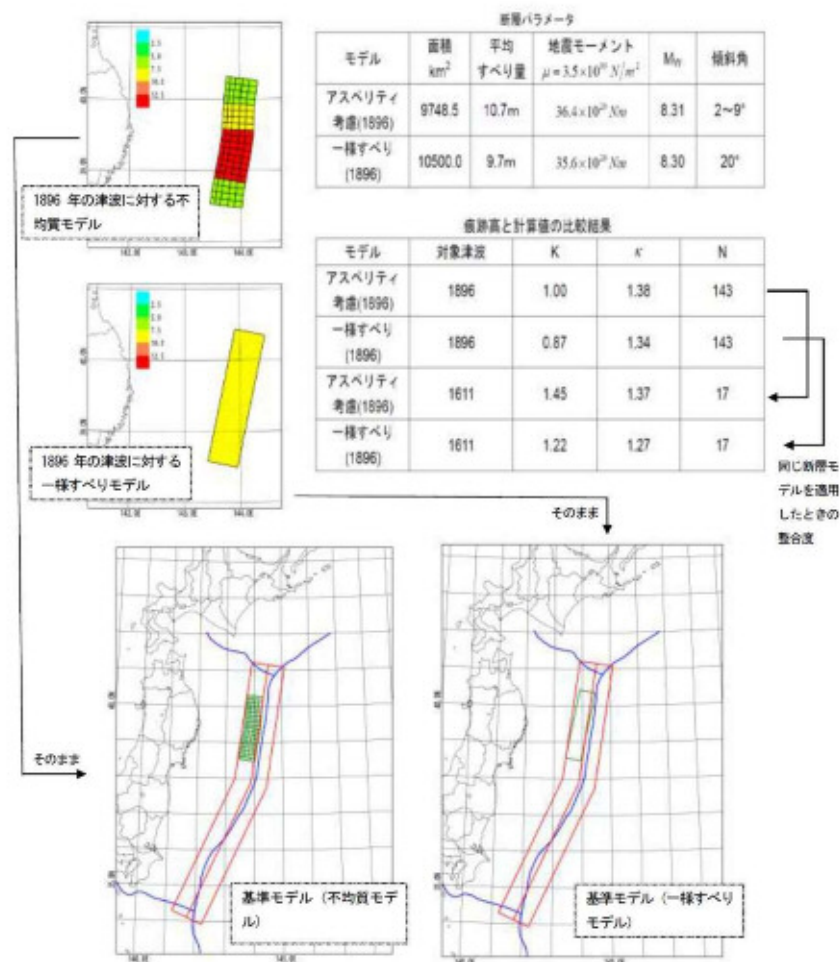 断層パラメータ
モデル 面積 km² 平均すべり量 地震モーメント μ=3.5×10¹⁰ N/m² Mw 傾斜角
アスペリティ考慮(1896) 9748.5 10.7m 36.4×10²⁰ Nm 8.31 2〜9°
一様すべり(1896) 10500.0 9.7m 35.6×10²⁰ Nm 8.30 20°
1896 年の津波に対する不
均質モデル
痕跡高と計算値の比較結果
モデル 対象津波 K κ N
アスペリティ考慮(1896) 1896 1.00 1.38 143
一様すべり(1896) 1896 0.87 1.34 143
アスペリティ考慮(1896) 1611 1.45 1.37 17
一様すべり(1896) 1611 1.22 1.27 17
1896 年の津波に対する
一様すべりモデル
同じ断層モ
デルを適用
したときの
整合度
そのまま
そのまま
基準モデル（不均質モデ
ル）
基準モデル（一様すべり
モデル）